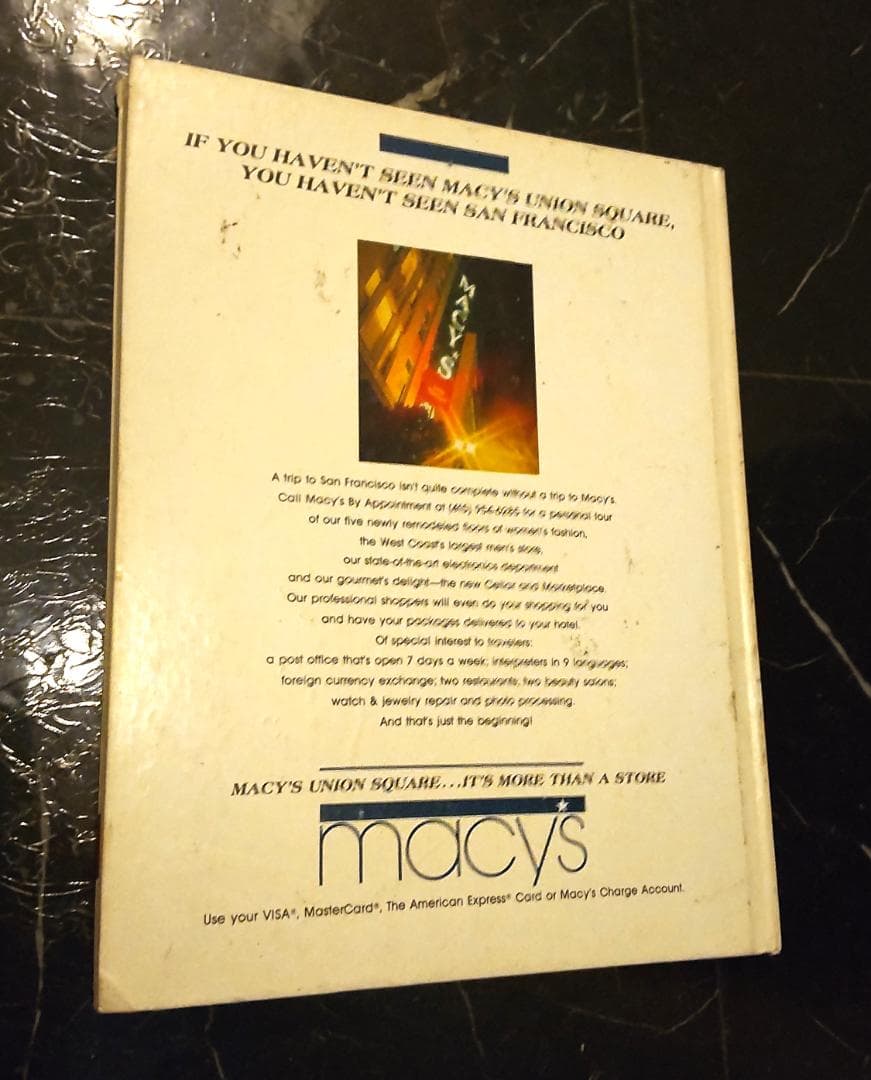 IF YOU HAVEN'T SEEN MACY'S UNION SQUARE,
YOU HAVEN'T SEEN SAN FRANCISCO
MACY'S
A trip to San Francisco isn't quite complete without a trip to Macy's.
Call Macy's By Appointment at (415) for a personal tour
of our five newly remodeled floors of women's fashion,
the West Coast's largest men's store,
our state-of-the-art electronics department
and our gourmet's delight—the new Cellar and Marketplace.
Our professional shoppers will even do your shopping for you
and have your packages delivered to your hotel.
Of special interest to travelers:
a post office that's open 7 days a week; interpreters in 9 languages;
foreign currency exchange; two restaurants; two beauty salons;
watch & jewelry repair and photo processing.
And that's just the beginning!
MACY'S UNION SQUARE...IT'S MORE THAN A STORE
macy's
Use your VISA®, MasterCard®, The American Express® Card or Macy's Charge Account.